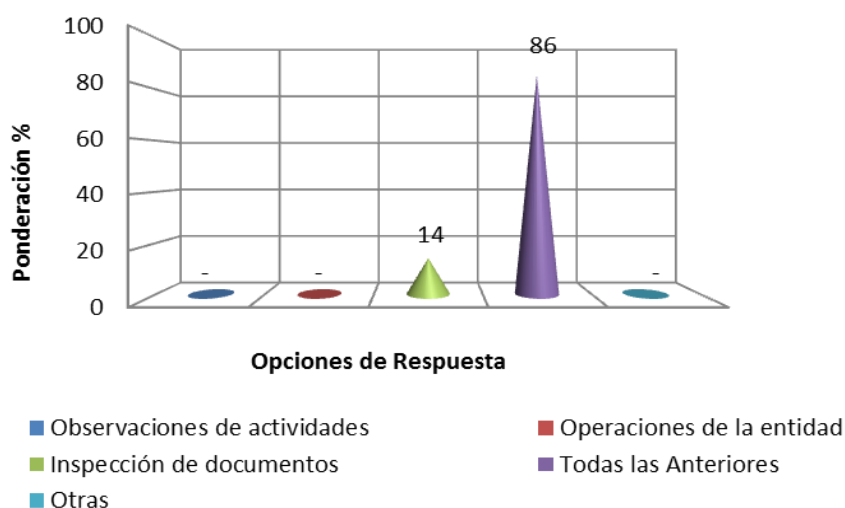 100
86
80
Ponderación %
60
40
14
20
- - -
0
Opciones de Respuesta
Observaciones de actividades Operaciones de la entidad
Inspección de documentos Todas las Anteriores
Otras